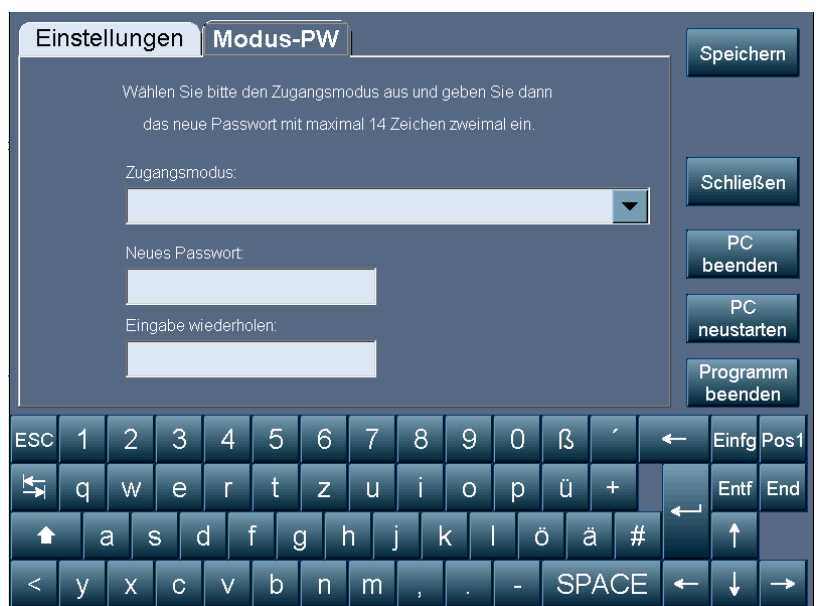 Einstellungen
Modus-PW
Speichern
Wählen Sie bitte den Zugangsmodus aus und geben Sie dann
das neue Passwort mit maximal 14 Zeichen zweimal ein.
Zugangsmodus:
Schließen
Neues Passwort:
PC
beenden
Eingabe wiederholen:
PC
neustarten
Programm
beenden
ESC 1 2 3 4 5 6 7 8 9 0 ß ´ ← Einfg Pos1
q w e r t z u i o p ü + Entf End
a s d f g h j k l ö ä # ↑
< y x c v b n m , . - SPACE ← ↓ →